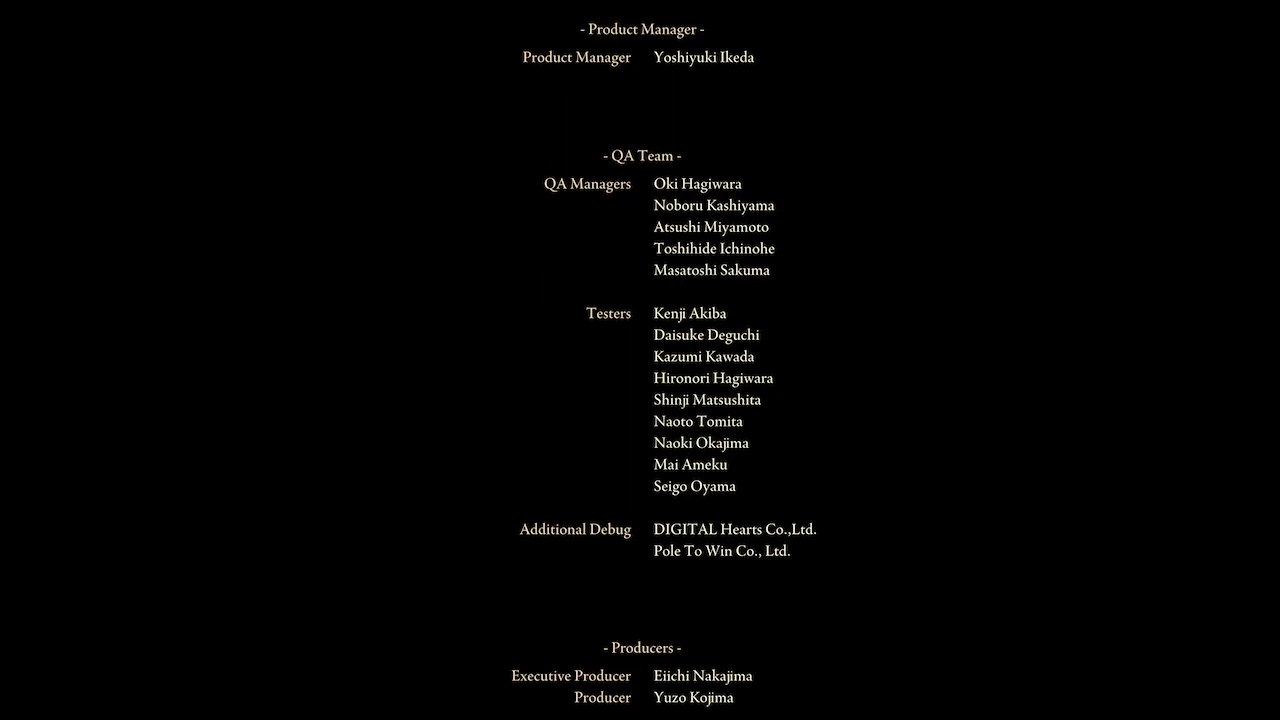 - Product Manager -
Product Manager Yoshiyuki Ikeda
- QA Team -
QA Managers Oki Hagiwara
Noboru Kashiyama
Atsushi Miyamoto
Toshihide Ichinohe
Masatoshi Sakuma
Testers Kenji Akiba
Daisuke Deguchi
Kazumi Kawada
Hironori Hagiwara
Shinji Matsushita
Naoto Tomita
Naoki Okajima
Mai Ameku
Seigo Oyama
Additional Debug DIGITAL Hearts Co.,Ltd.
Pole To Win Co., Ltd.
- Producers -
Executive Producer Eiichi Nakajima
Producer Yuzo Kojima